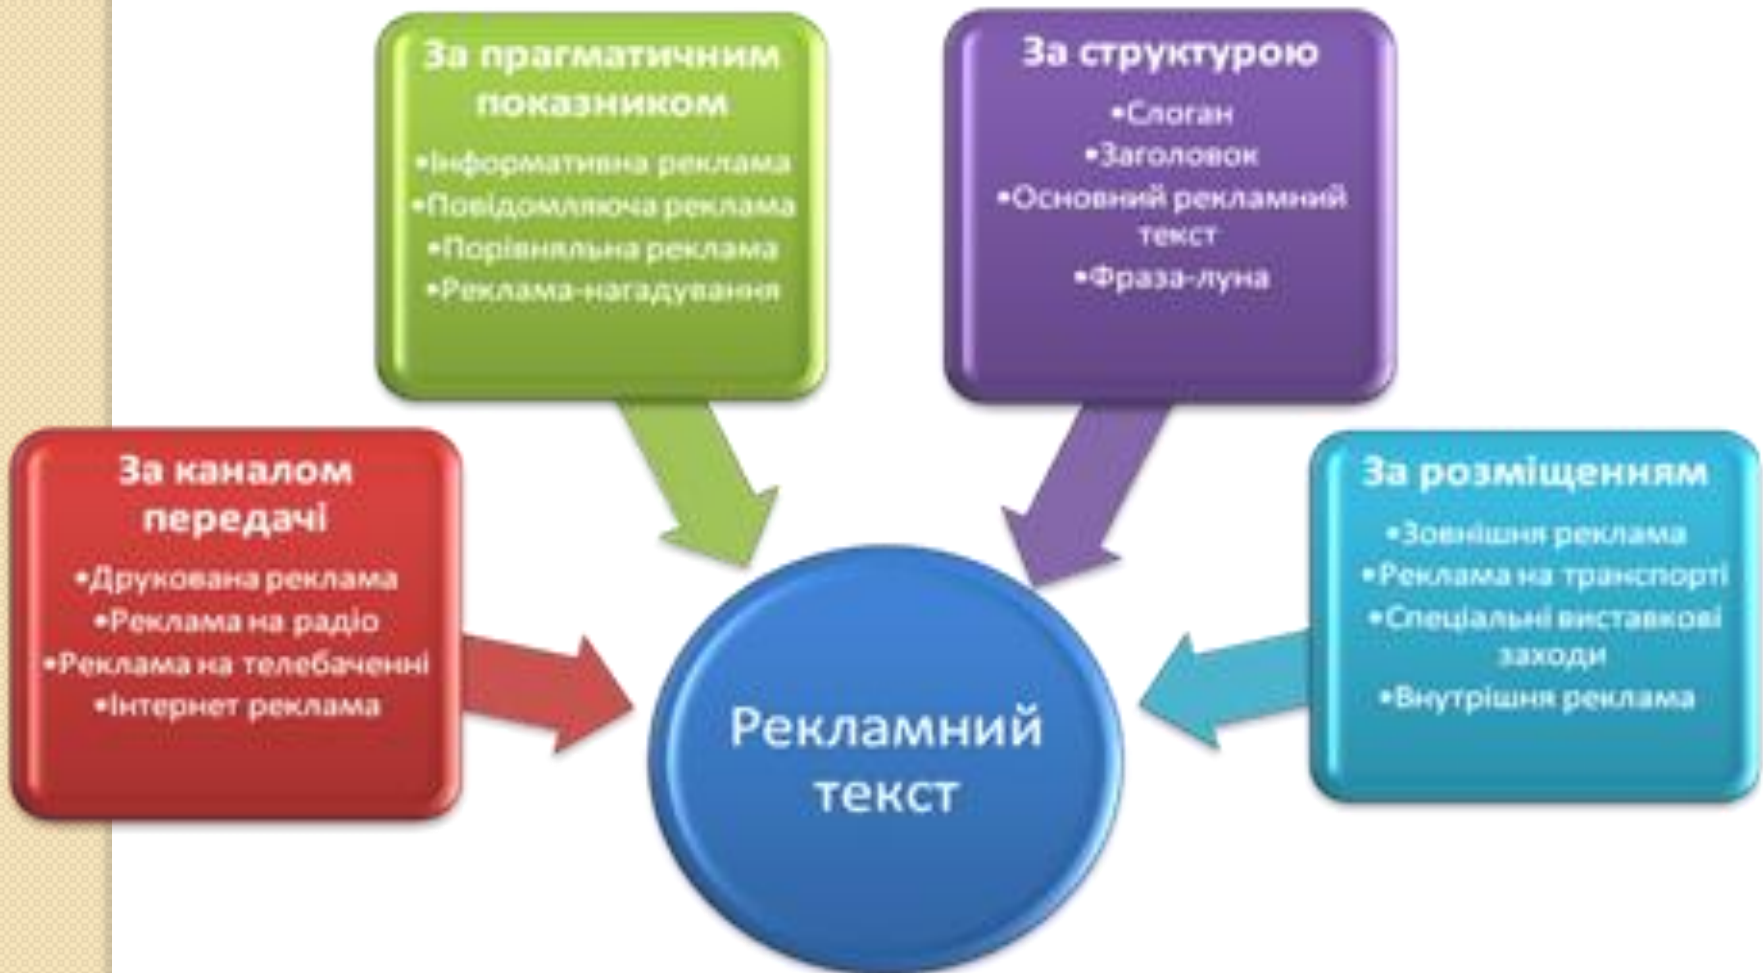 За прагматичним
показником
•Інформативна реклама
•Повідомляюча реклама
•Порівняльна реклама
•Реклама-нагадування
За структурою
•Слоган
•Заголовок
•Основний рекламний
текст
•Фраза-луна
За каналом
передачі
•Друкована реклама
•Реклама на радіо
•Реклама на телебаченні
•Інтернет реклама
За розміщенням
•Зовнішня реклама
•Реклама на транспорті
•Спеціальні виставкові
заходи
•Внутрішня реклама
Рекламний
текст